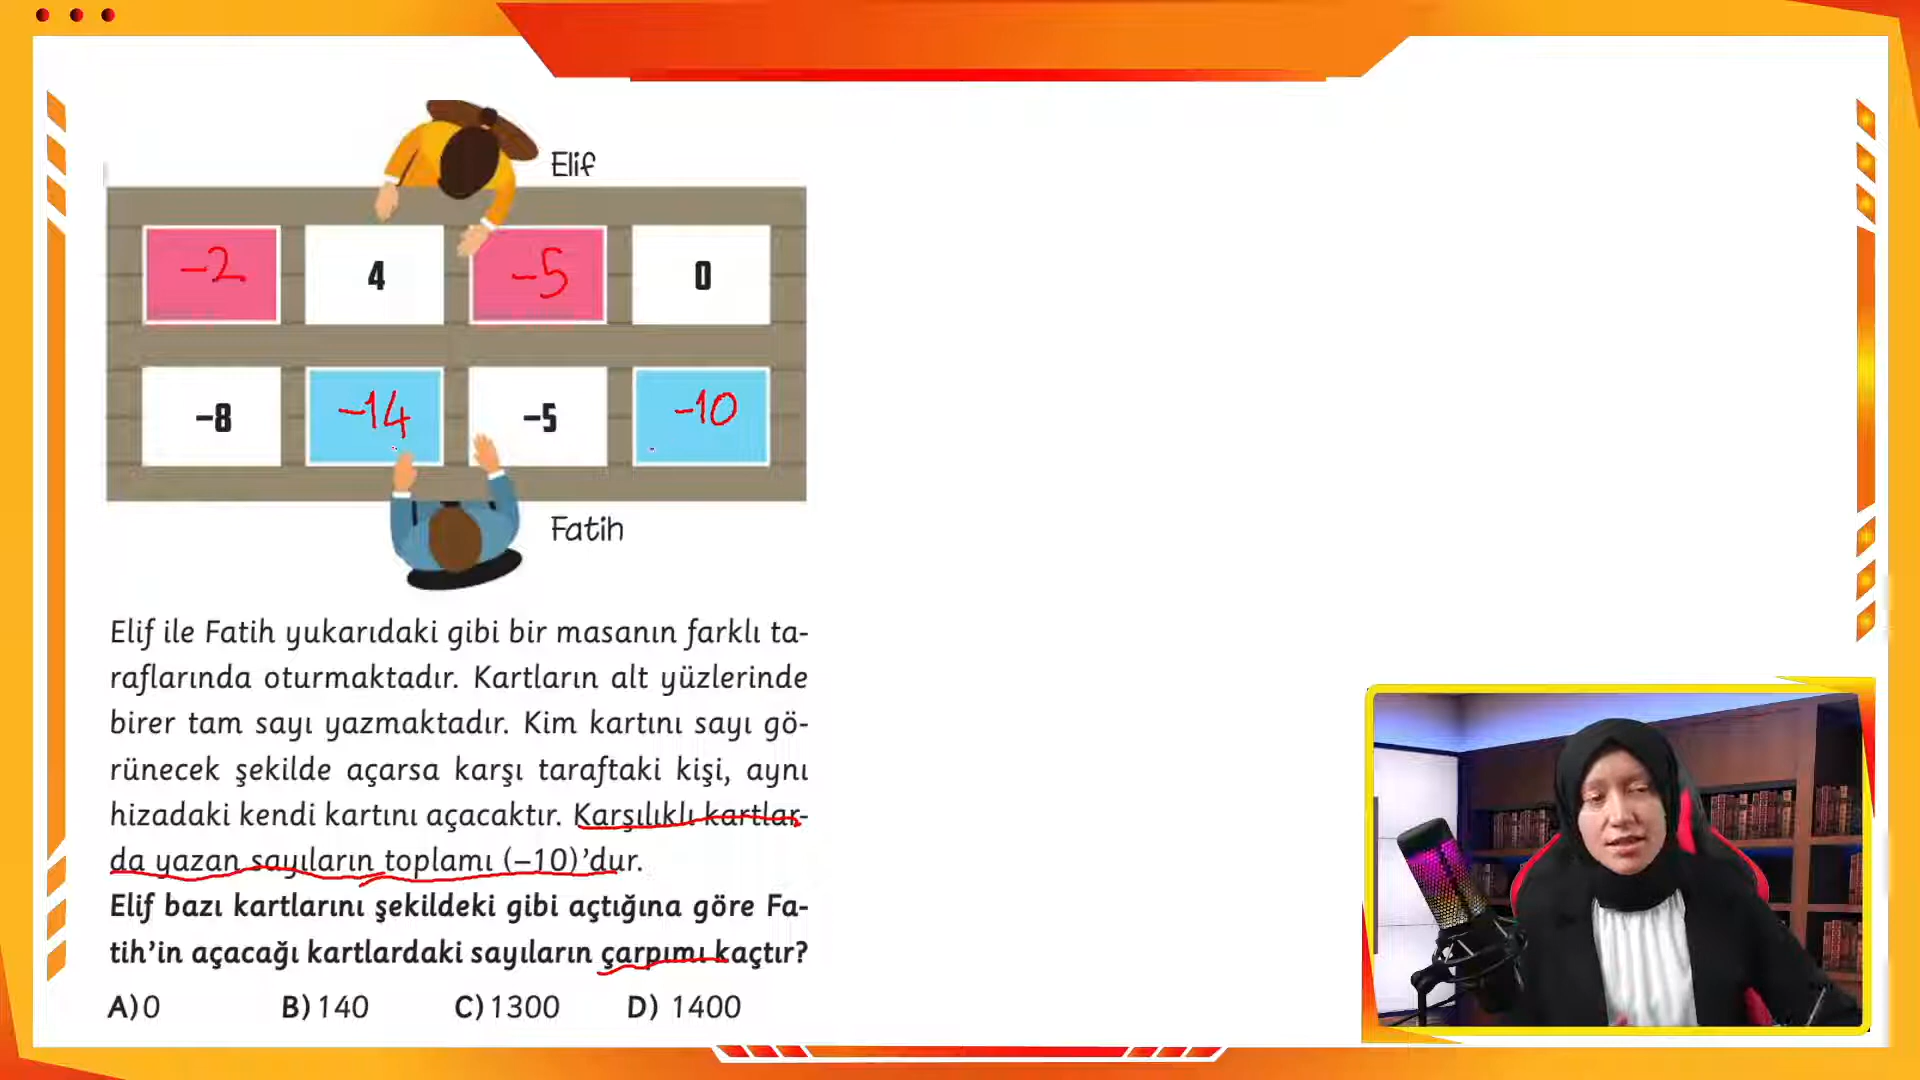 Elif
-2
4
-5
0
-8
-14
-5
-10
Fatih
Elif ile Fatih yukarıdaki gibi bir masanın farklı ta-
raflarında oturmaktadır. Kartların alt yüzlerinde
birer tam sayı yazmaktadır. Kim kartını sayı gö-
rünecek şekilde açarsa karşı taraftaki kişi, aynı
hizadaki kendi kartını açacaktır. Karşılıklı kartlar-
da yazan sayıların toplamı (–10)’dur.
Elif bazı kartlarını şekildeki gibi açtığına göre Fa-
tih’in açacağı kartlardaki sayıların çarpımı kaçtır?
A) 0 B) 140 C) 1300 D) 1400